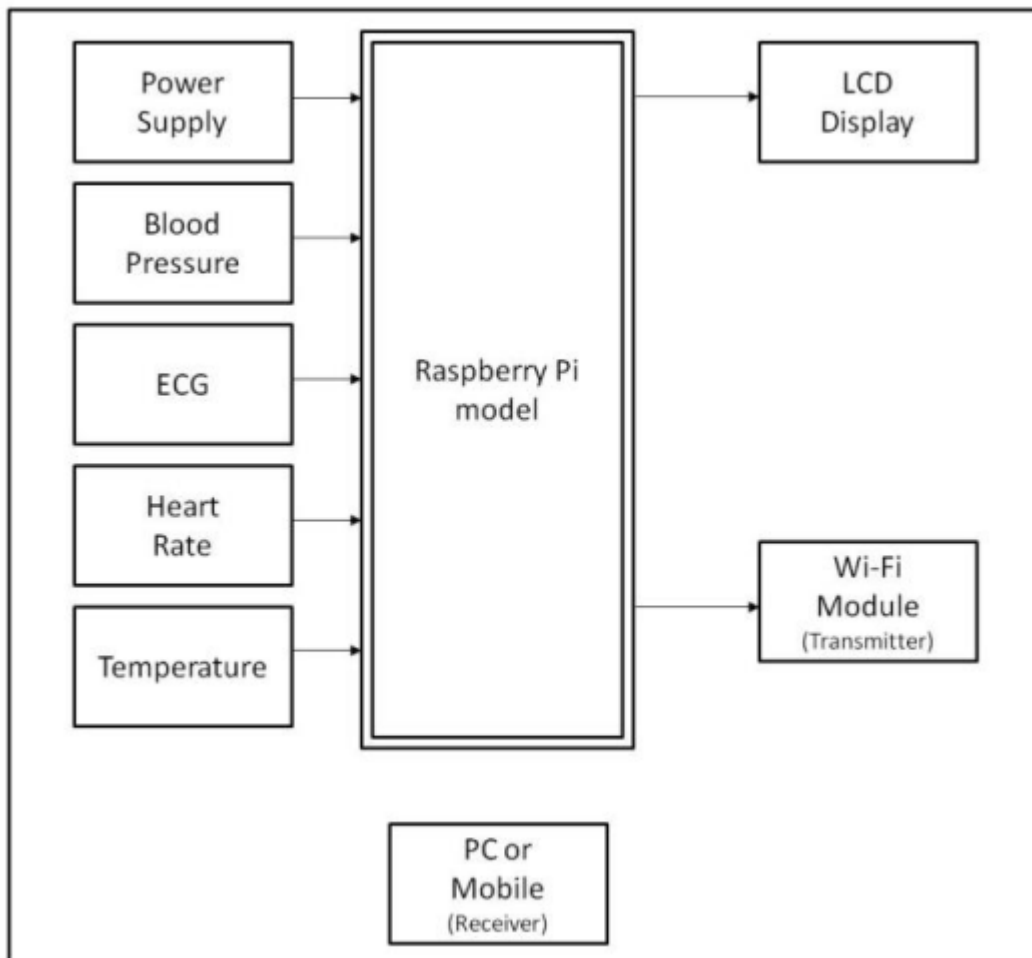 Power
Supply
Blood
Pressure
ECG
Heart
Rate
Temperature
Raspberry Pi
model
LCD
Display
Wi-Fi
Module
(Transmitter)
PC or
Mobile
(Receiver)